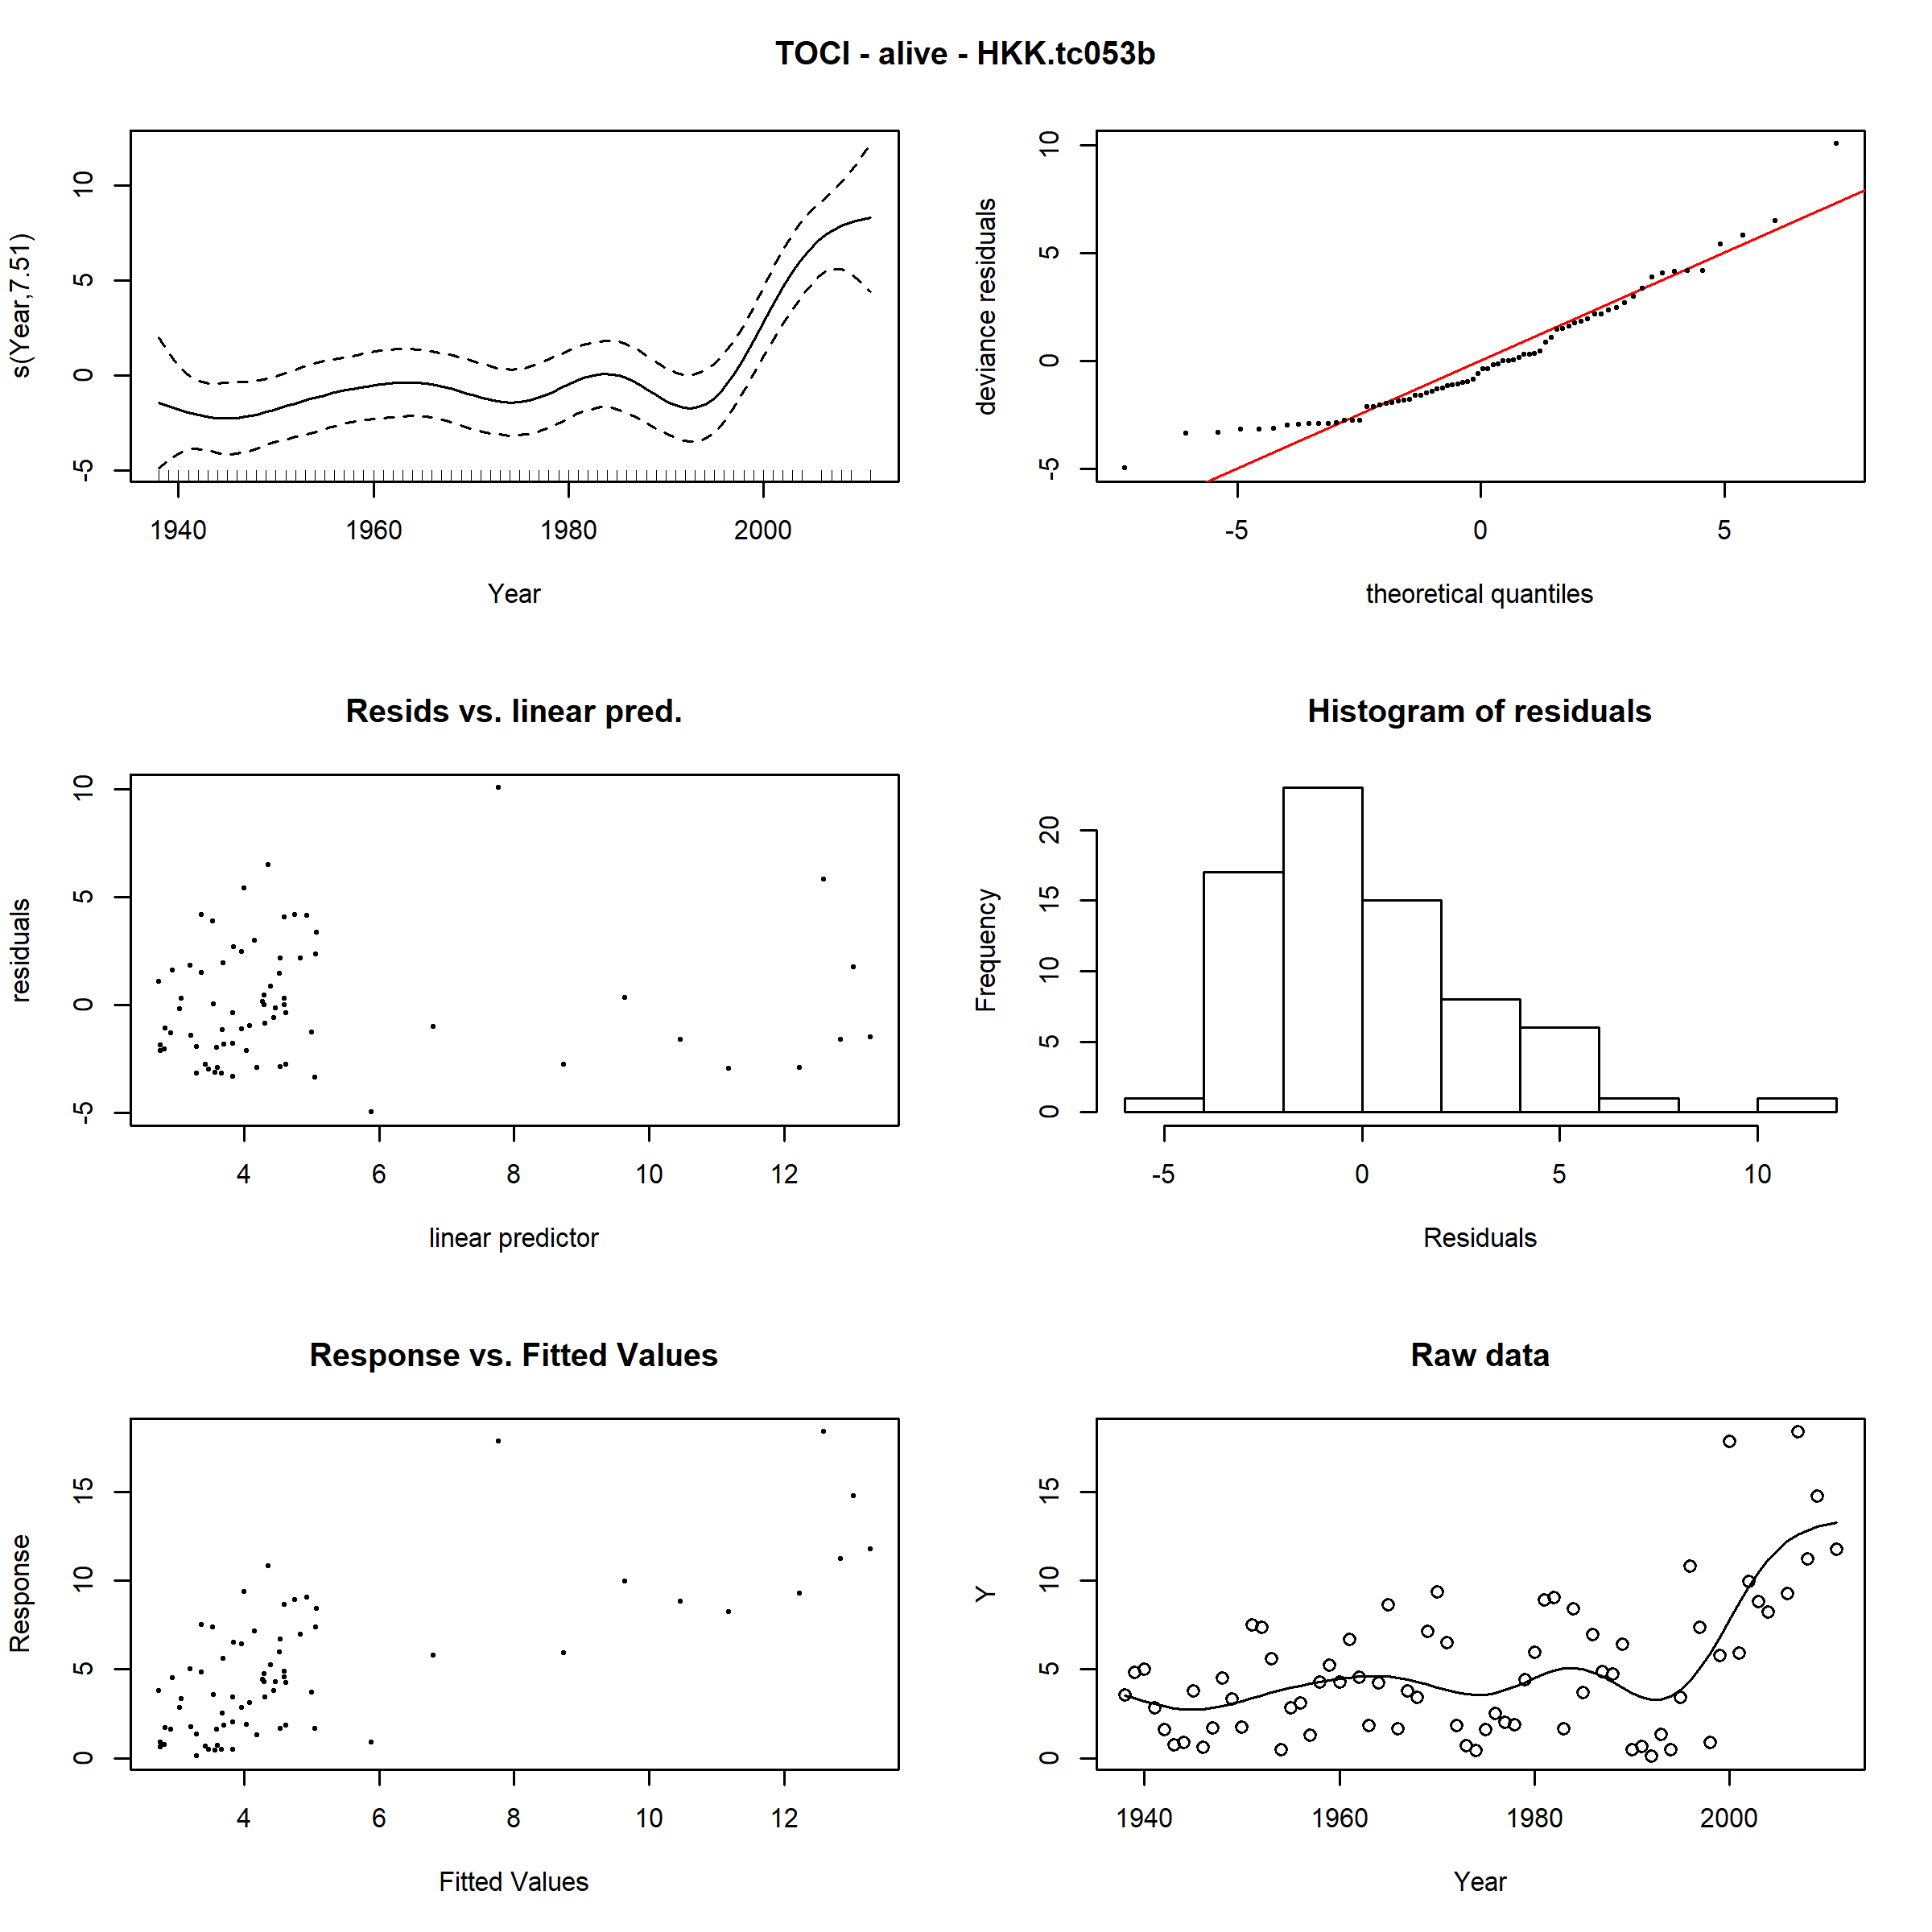 TOCI - alive - HKK.tc053b
s(Year,7.51)
-5 0 5 10
1940 1960 1980 2000
Year
deviance residuals
-5 0 5 10
-5 0 5
theoretical quantiles
Resids vs. linear pred.
residuals
-5 0 5 10
4 6 8 10 12
linear predictor
Histogram of residuals
Frequency
0 5 10 15 20
-5 0 5 10
Residuals
Response vs. Fitted Values
Response
0 5 10 15
4 6 8 10 12
Fitted Values
Raw data
Y
0 5 10 15
1940 1960 1980 2000
Year